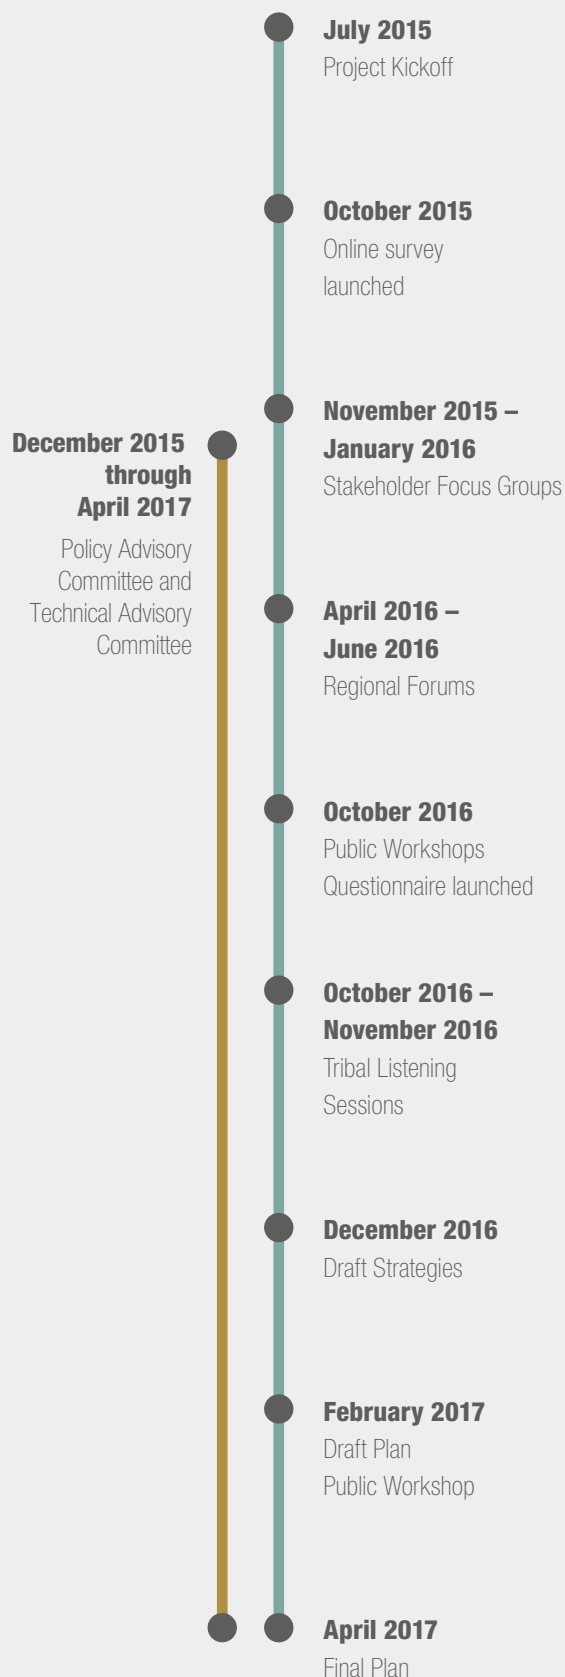 July 2015
Project Kickoff
October 2015
Online survey
launched
November 2015 –
January 2016
Stakeholder Focus Groups
December 2015
through
April 2017
Policy Advisory
Committee and
Technical Advisory
Committee
April 2016 –
June 2016
Regional Forums
October 2016
Public Workshops
Questionnaire launched
October 2016 –
November 2016
Tribal Listening
Sessions
December 2016
Draft Strategies
February 2017
Draft Plan
Public Workshop
April 2017
Final Plan